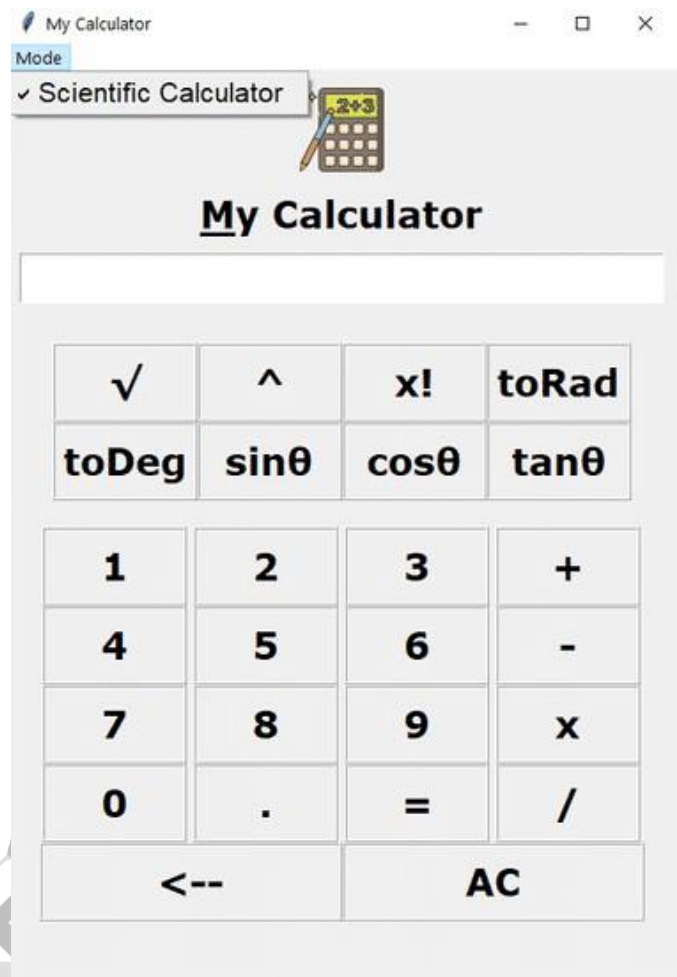 My Calculator
Mode
✓ Scientific Calculator
2+3
My Calculator
√ ^ x! toRad
toDeg sinθ cosθ tanθ
1 2 3 +
4 5 6 -
7 8 9 x
0 . = /
<-- AC